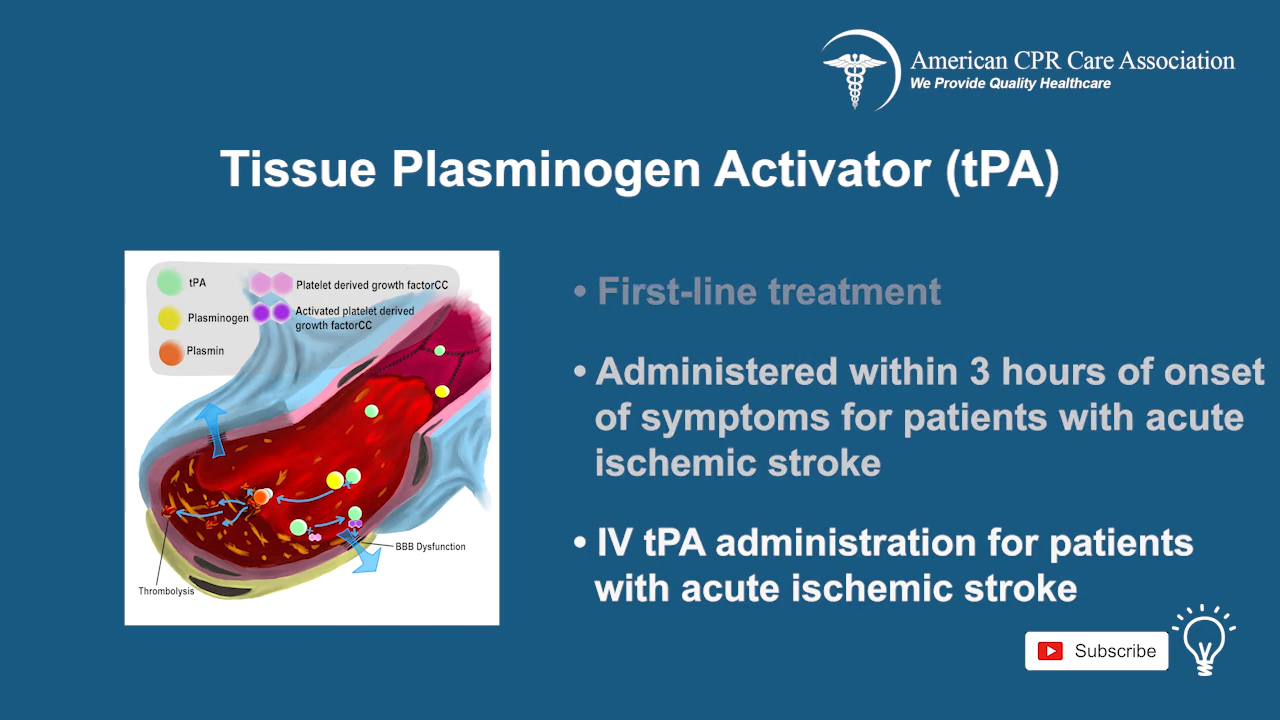 American CPR Care Association
We Provide Quality Healthcare
Tissue Plasminogen Activator (tPA)
tPA
Plasminogen
Plasmin
Platelet derived growth factorCC
Activated platelet derived
growth factorCC
BBB Dysfunction
Thrombolysis
• First-line treatment
• Administered within 3 hours of onset
of symptoms for patients with acute
ischemic stroke
• IV tPA administration for patients
with acute ischemic stroke
Subscribe